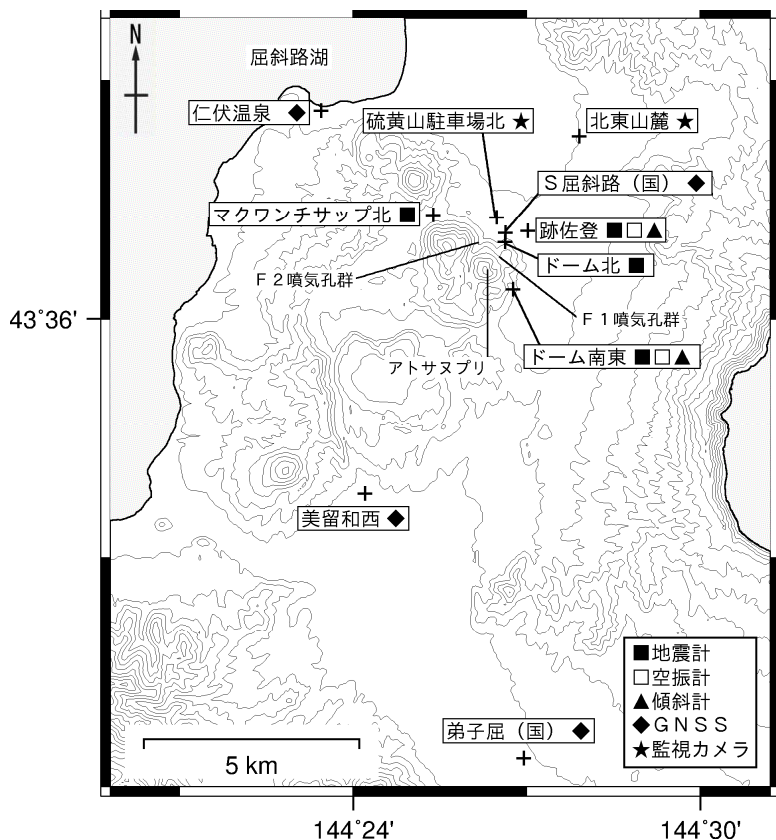 N
屈斜路湖
仁伏温泉 ◆
硫黄山駐車場北 ★
北東山麓 ★
S屈斜路（国） ◆
マクワンチサップ北 ■
跡佐登 ■□▲
ドーム北 ■
F2噴気孔群
F1噴気孔群
43°36'
アトサヌプリ
ドーム南東 ■□▲
美留和西 ◆
■地震計
□空振計
▲傾斜計
◆GNSS
★監視カメラ
弟子屈（国） ◆
5 km
144°24'
144°30'